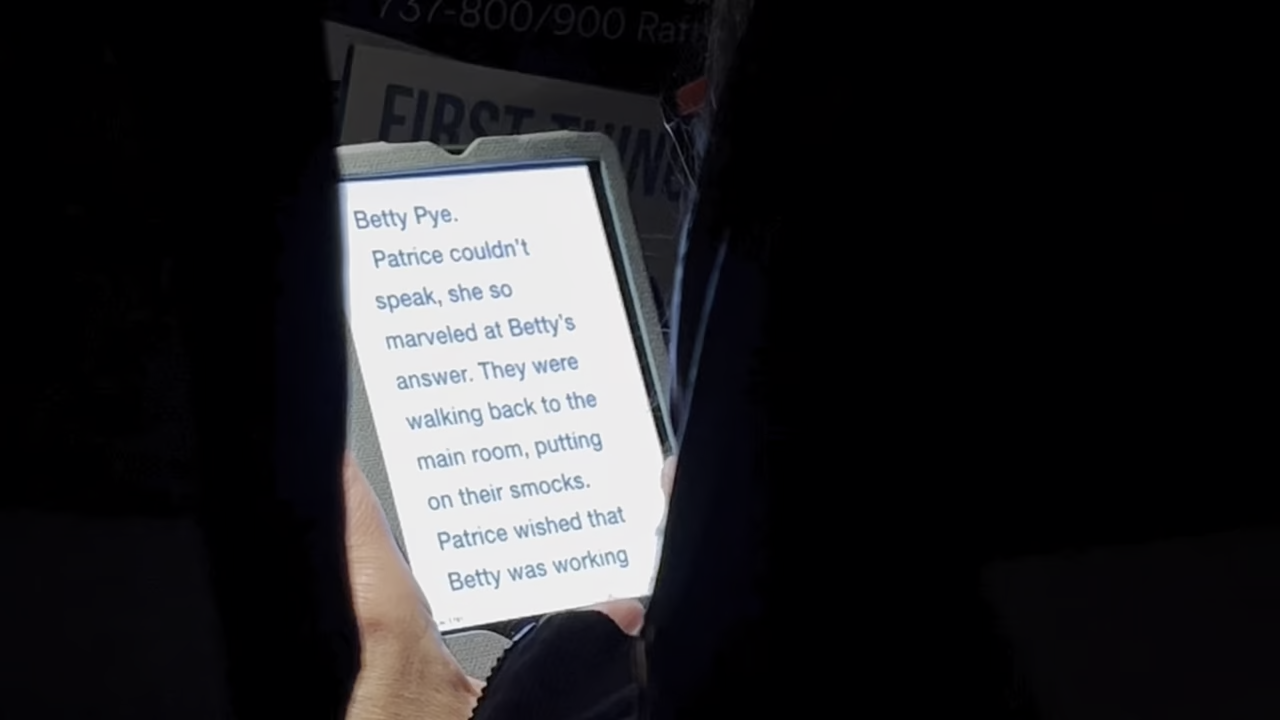 737-800/900
FIRST THING
Betty Pye.
Patrice couldn't
speak, she so
marveled at Betty's
answer. They were
walking back to the
main room, putting
on their smocks.
Patrice wished that
Betty was working